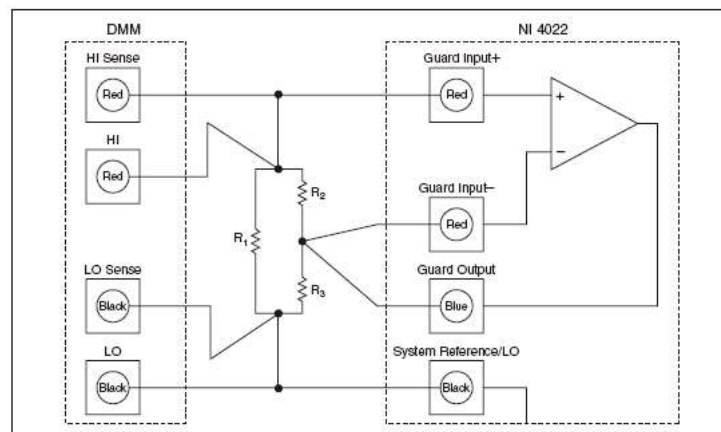 DMM
NI 4022
HI Sense
Red
Guard Input+
Red
+
HI
Red
−
R2
R1
Guard Input−
Red
LO Sense
Black
R3
Guard Output
Blue
LO
Black
System Reference/LO
Black